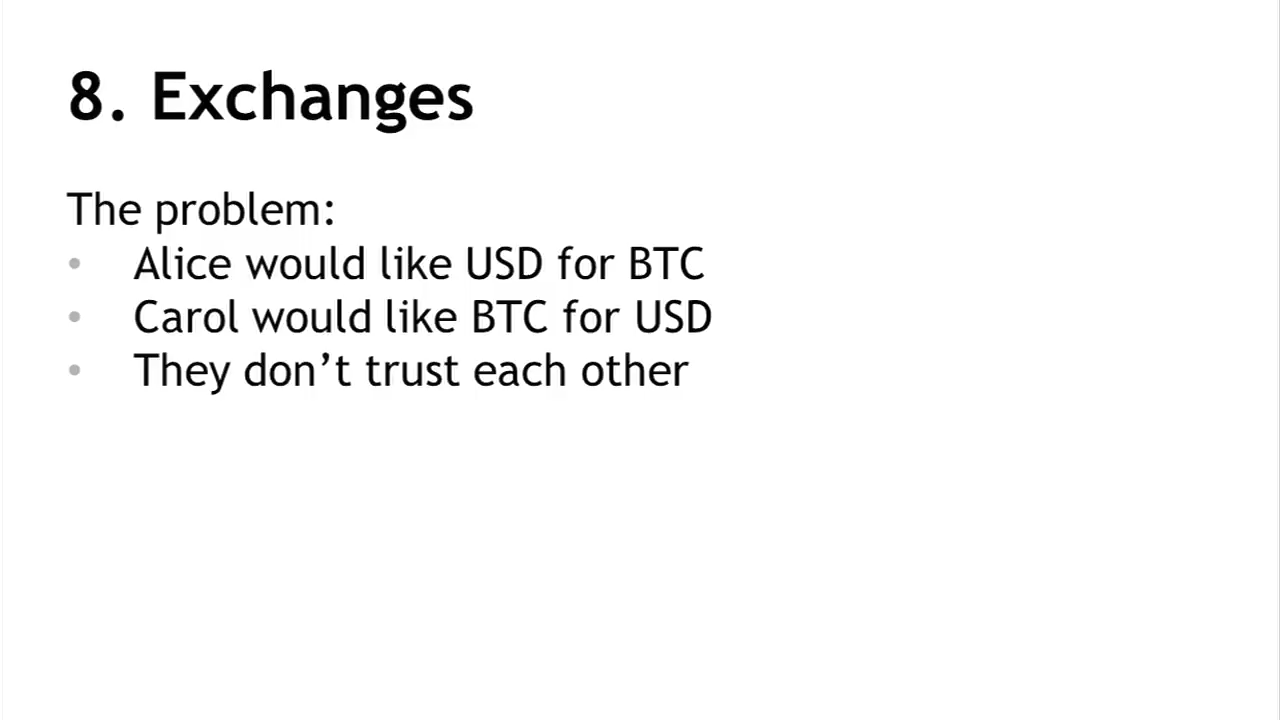 8. Exchanges
The problem:
• Alice would like USD for BTC
• Carol would like BTC for USD
• They don’t trust each other